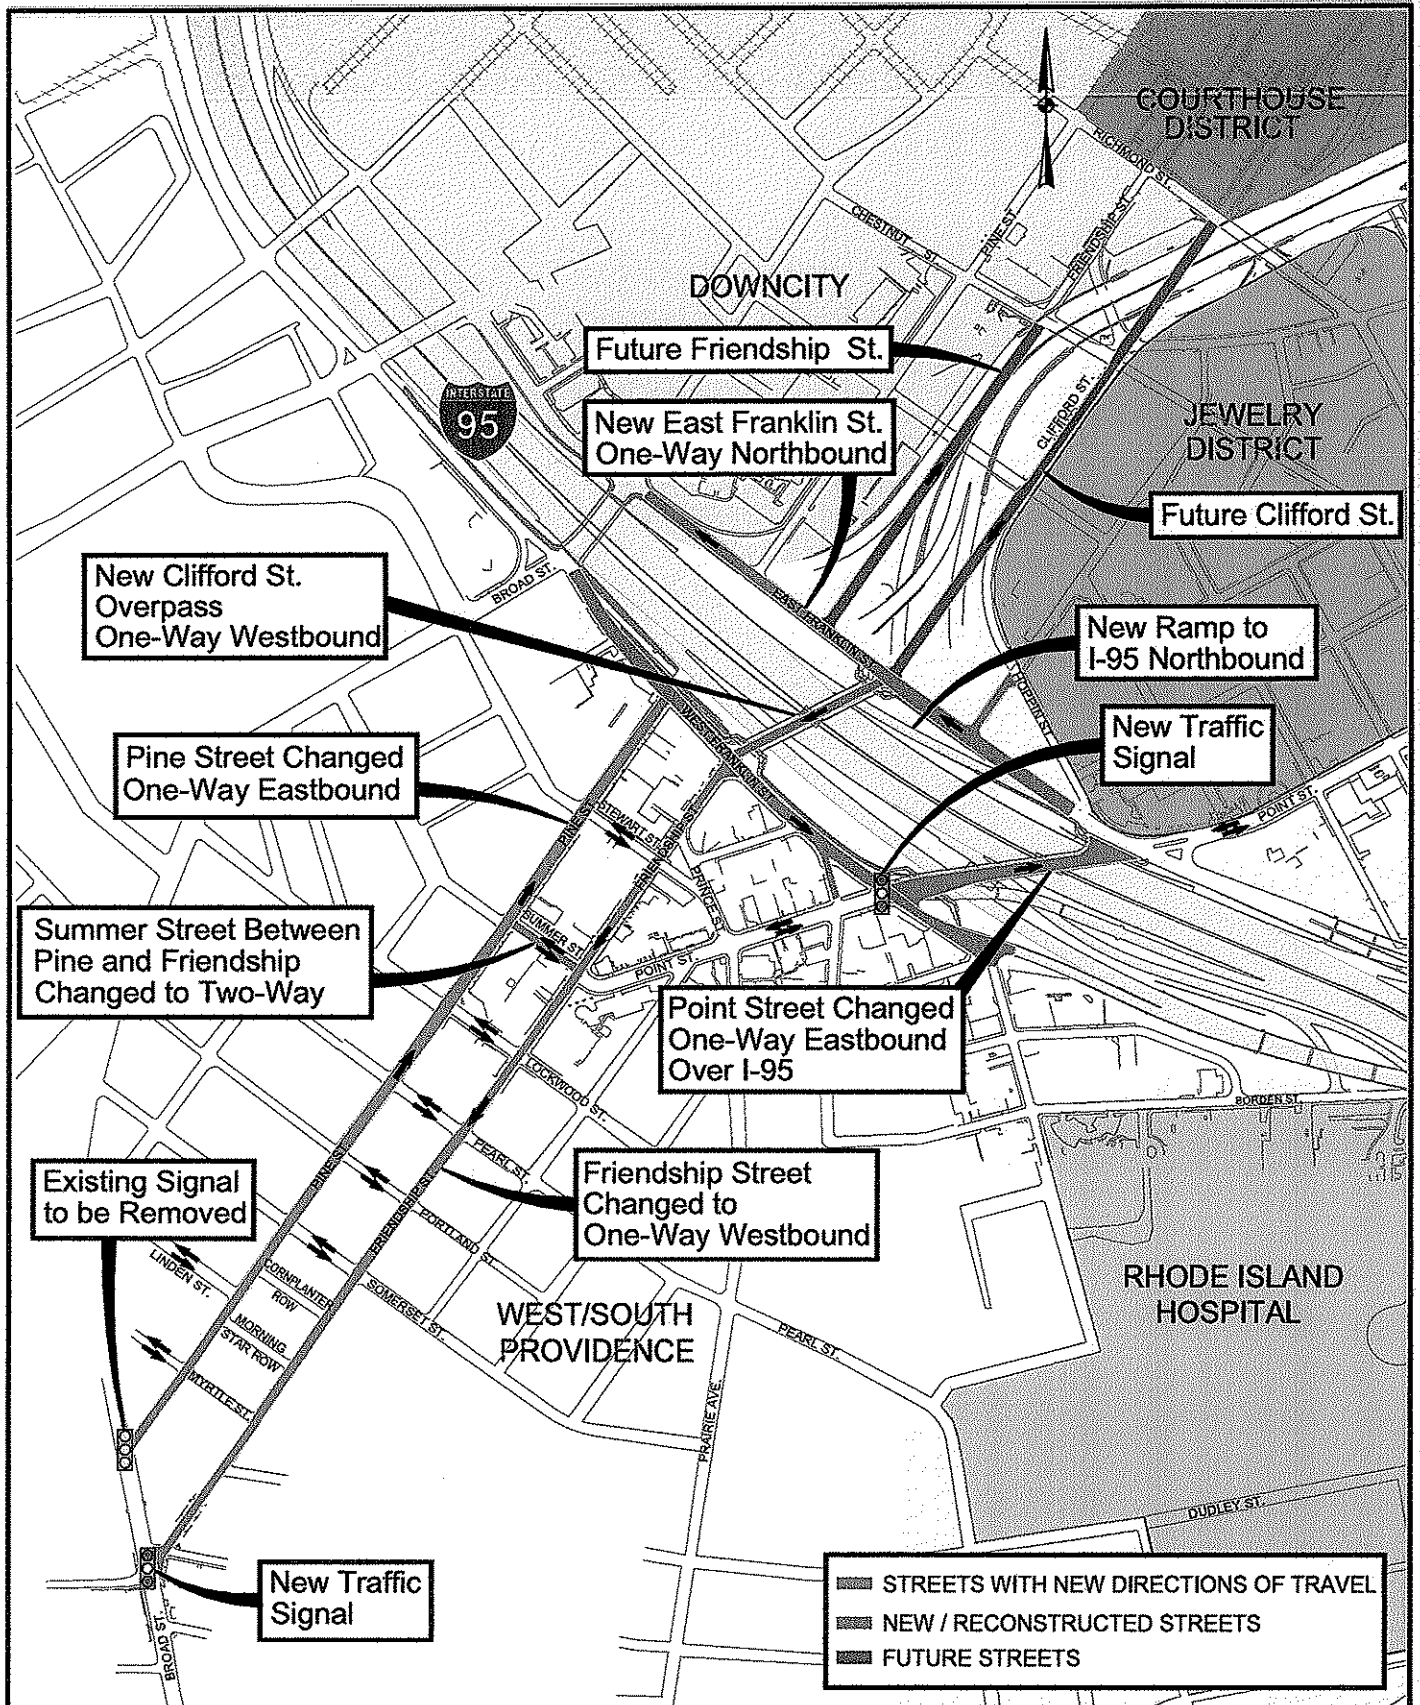 COURTHOUSE
DISTRICT
RICHMOND ST.
CHESTNUT ST.
PINE ST.
FRIENDSHIP ST.
DOWNCITY
Future Friendship St.
INTERSTATE
95
New East Franklin St.
One-Way Northbound
CLIFFORD ST.
JEWELRY
DISTRICT
Future Clifford St.
New Clifford St.
Overpass
One-Way Westbound
BROAD ST.
EAST FRANKLIN ST.
New Ramp to
I-95 Northbound
HOPPIN ST.
WEST FRANKLIN ST.
New Traffic
Signal
Pine Street Changed
One-Way Eastbound
POINT ST.
PINE ST.
STEWART ST.
FRIENDSHIP ST.
PRINCE S
Summer Street Between
Pine and Friendship
Changed to Two-Way
SUMMER ST.
POINT ST.
Point Street Changed
One-Way Eastbound
Over I-95
LOCKWOOD ST.
BORDEN ST.
PEARL ST.
Existing Signal
to be Removed
PINE ST.
FRIENDSHIP ST.
Friendship Street
Changed to
One-Way Westbound
PORTLAND ST.
LINDEN ST.
CORNPLANTER
ROW
SOMERSET ST.
RHODE ISLAND
HOSPITAL
WEST/SOUTH
PROVIDENCE
MORNING
STAR ROW
PEARL ST.
MYRTLE ST.
PRAIRIE AVE.
DUDLEY ST.
New Traffic
Signal
BROAD ST.
STREETS WITH NEW DIRECTIONS OF TRAVEL
NEW / RECONSTRUCTED STREETS
FUTURE STREETS